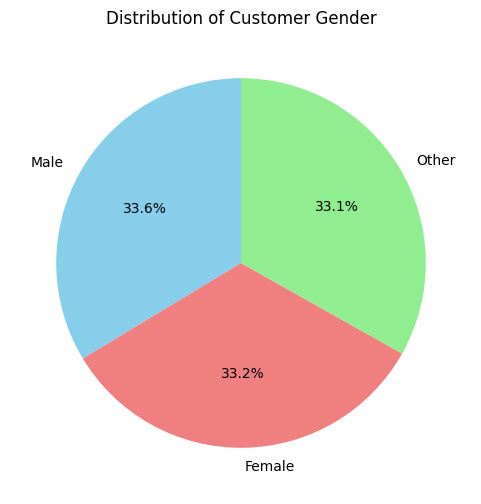 Distribution of Customer Gender
Male
Other
33.6%
33.1%
33.2%
Female